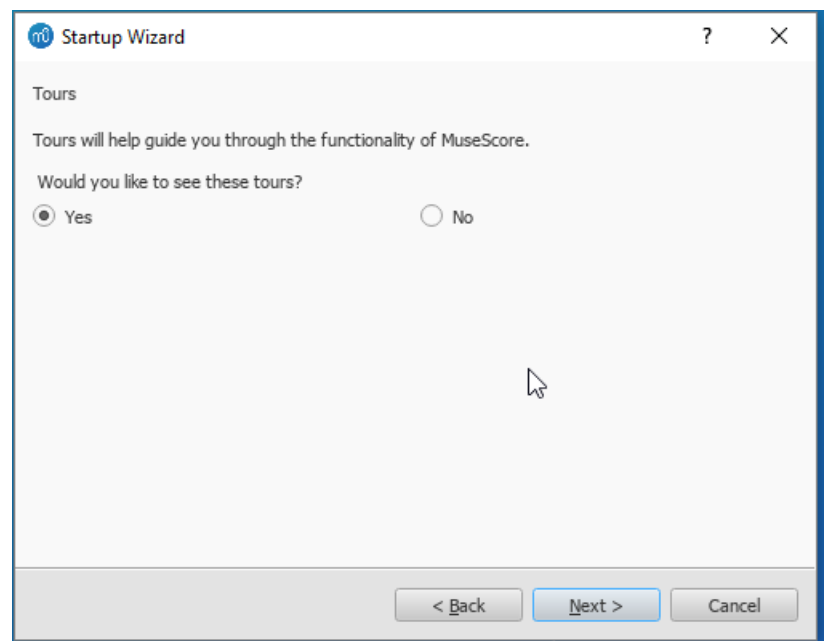 Startup Wizard ?
Tours
Tours will help guide you through the functionality of MuseScore.
Would you like to see these tours?
Yes No
< Back Next > Cancel